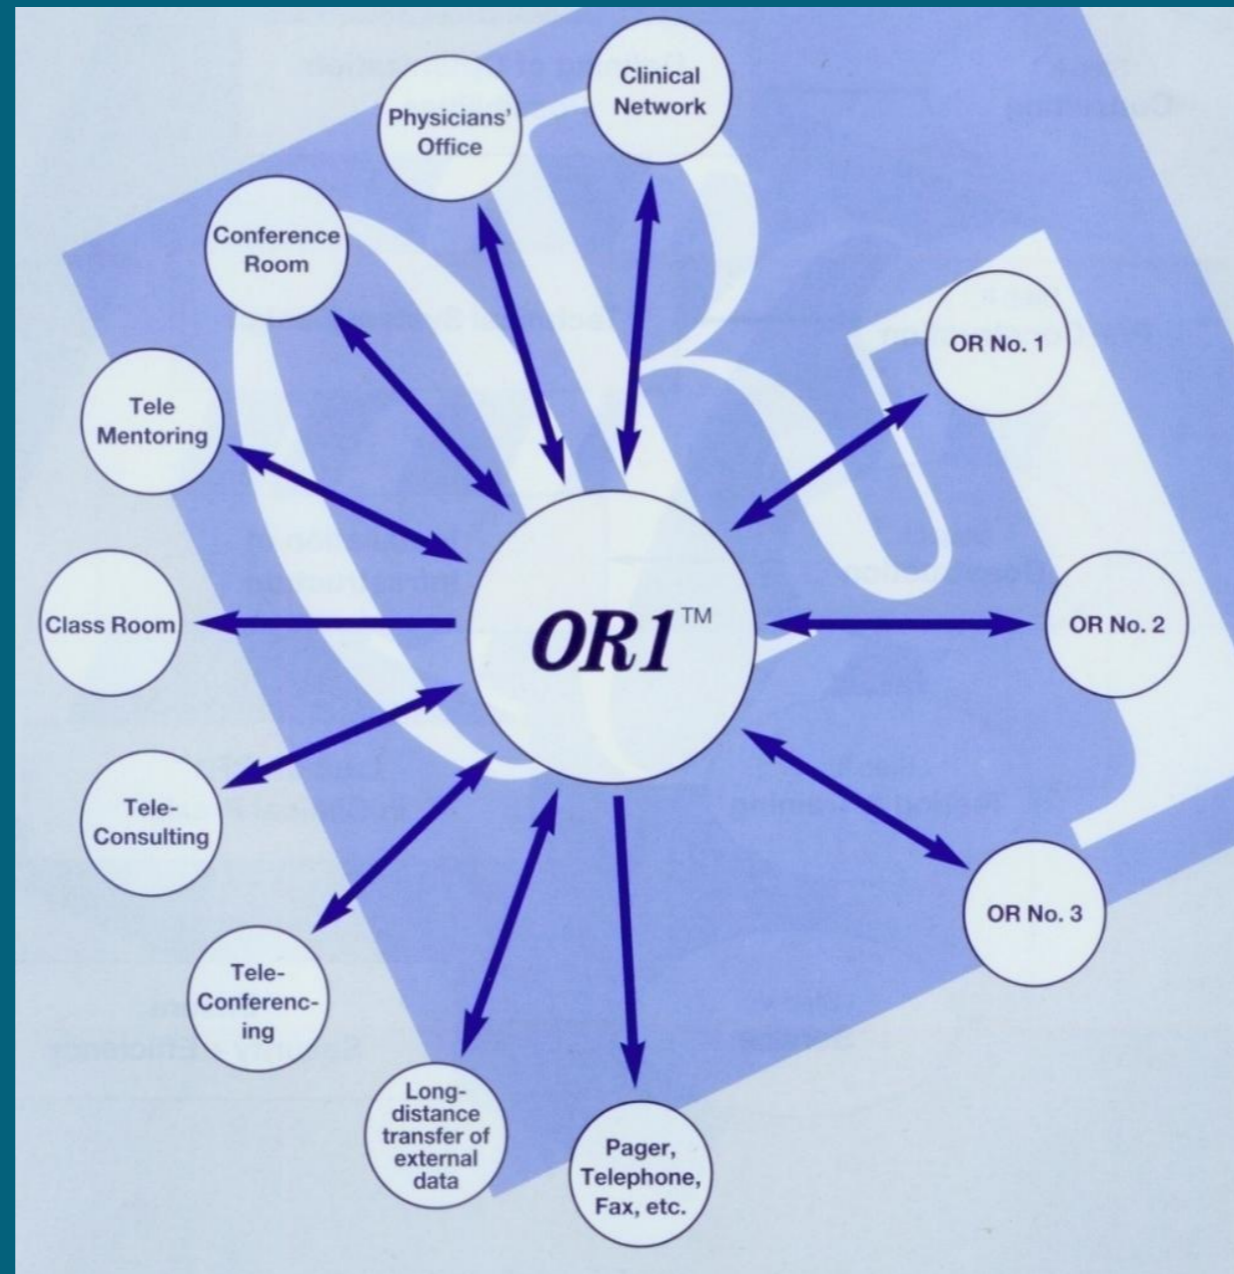 Clinical
Network
Physicians'
Office
Conference
Room
OR No. 1
Tele
Mentoring
OR1™
Class Room
OR No. 2
Tele-
Consulting
OR No. 3
Tele-
Conferenc-
ing
Long-
distance
transfer of
external
data
Pager,
Telephone,
Fax, etc.